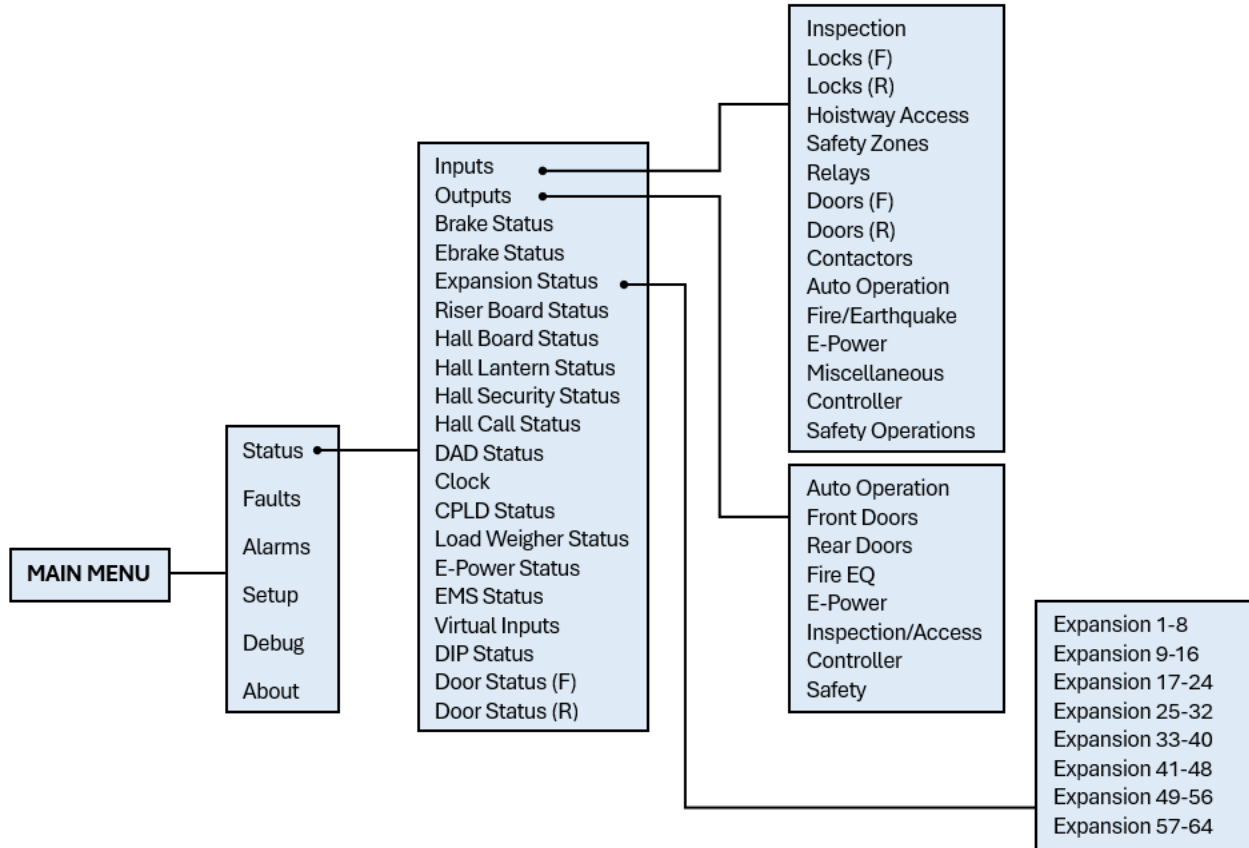 MAIN MENU
Status
Faults
Alarms
Setup
Debug
About
Inputs
Outputs
Brake Status
Ebrake Status
Expansion Status
Riser Board Status
Hall Board Status
Hall Lantern Status
Hall Security Status
Hall Call Status
DAD Status
Clock
CPLD Status
Load Weigher Status
E-Power Status
EMS Status
Virtual Inputs
DIP Status
Door Status (F)
Door Status (R)
Inspection
Locks (F)
Locks (R)
Hoistway Access
Safety Zones
Relays
Doors (F)
Doors (R)
Contactors
Auto Operation
Fire/Earthquake
E-Power
Miscellaneous
Controller
Safety Operations
Auto Operation
Front Doors
Rear Doors
Fire EQ
E-Power
Inspection/Access
Controller
Safety
Expansion 1-8
Expansion 9-16
Expansion 17-24
Expansion 25-32
Expansion 33-40
Expansion 41-48
Expansion 49-56
Expansion 57-64